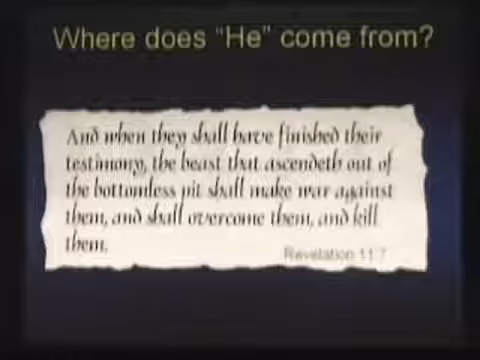 Where does "He" come from?
And when they shall have finished their
testimony, the beast that ascendeth out of
the bottomless pit shall make war against
them, and shall overcome them, and kill
them.
Revelation 11:7